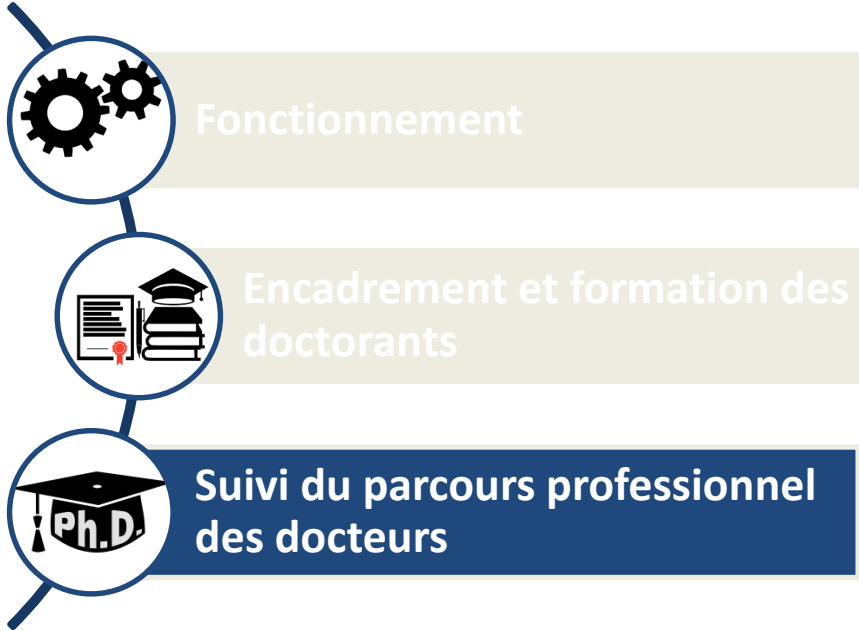 Fonctionnement
Encadrement et formation des
doctorants
Suivi du parcours professionnel
des docteurs
Ph.D.